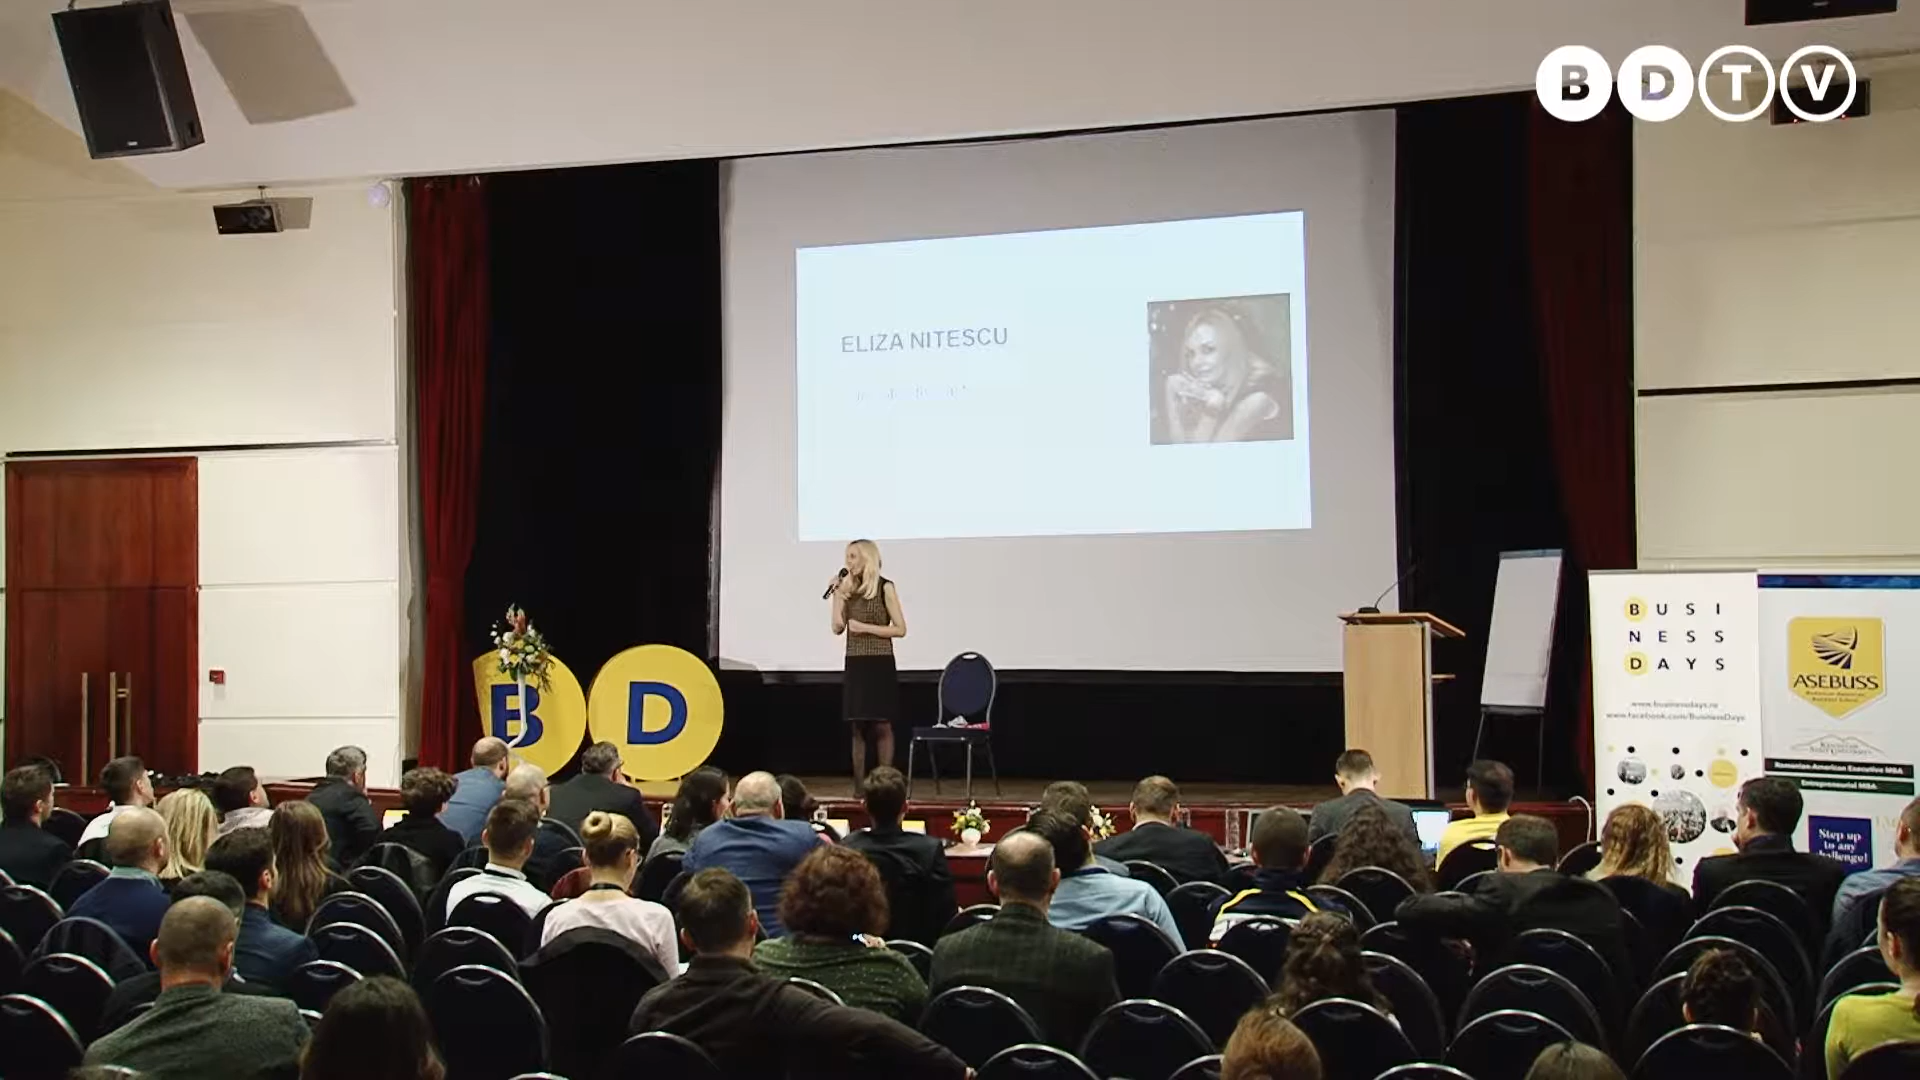 BDTV
ELIZA NITESCU
B D
BUSI
NESS
DAYS
www.businessdays.ro
www.facebook.com/BusinessDays
ASEBUSS
Romanian-American Executive MBA
Entrepreneurial MBA
Step up
to any
challenge!